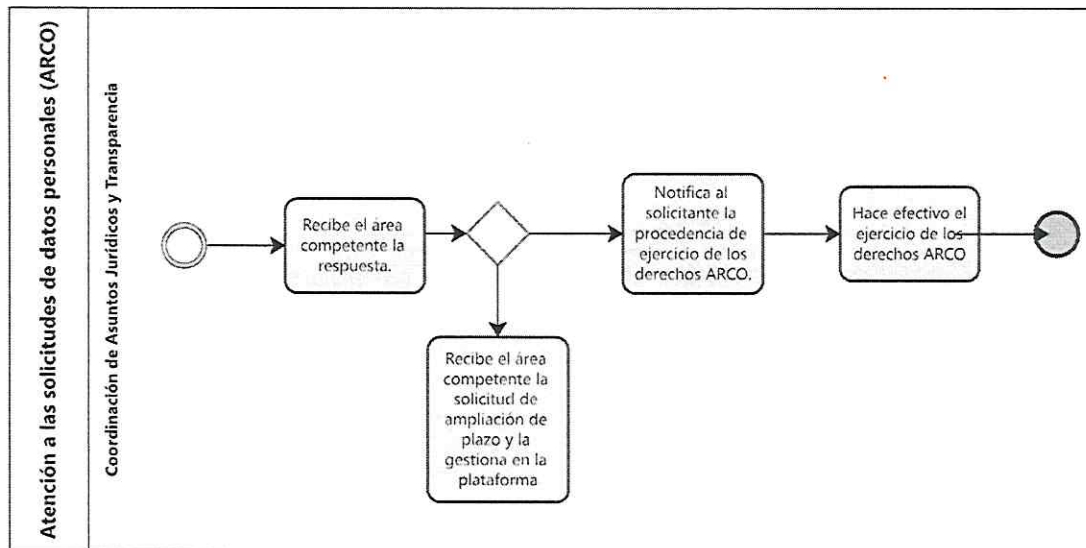 Atención a las solicitudes de datos personales (ARCO)
Coordinación de Asuntos Jurídicos y Transparencia
Recibe el área
competente la
respuesta.
Notifica al
solicitante la
procedencia de
ejercicio de los
derechos ARCO.
Hace efectivo el
ejercicio de los
derechos ARCO
Recibe el área
competente la
solicitud de
ampliación de
plazo y la
gestiona en la
plataforma